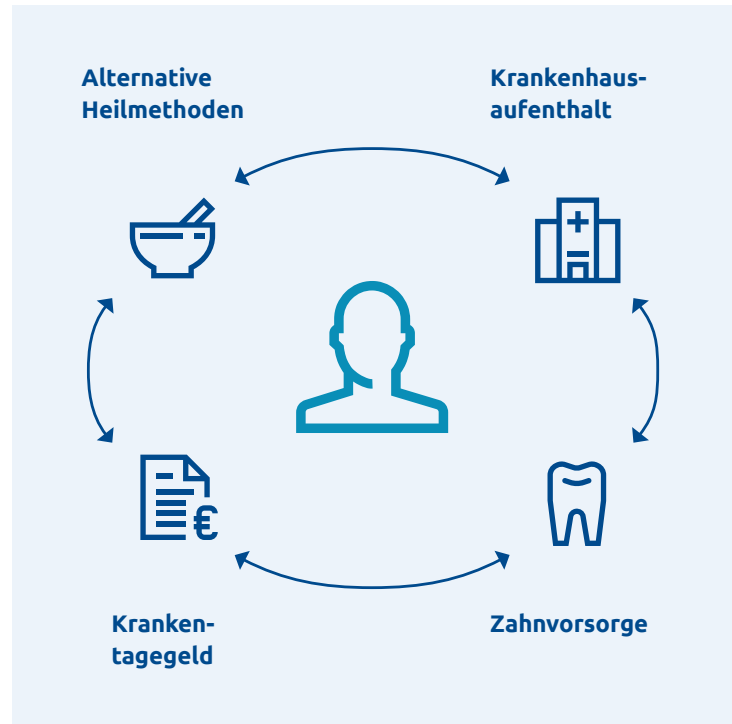 Alternative
Heilmethoden
Krankenhaus-
aufenthalt
€
Kranken-
tagegeld
Zahnvorsorge